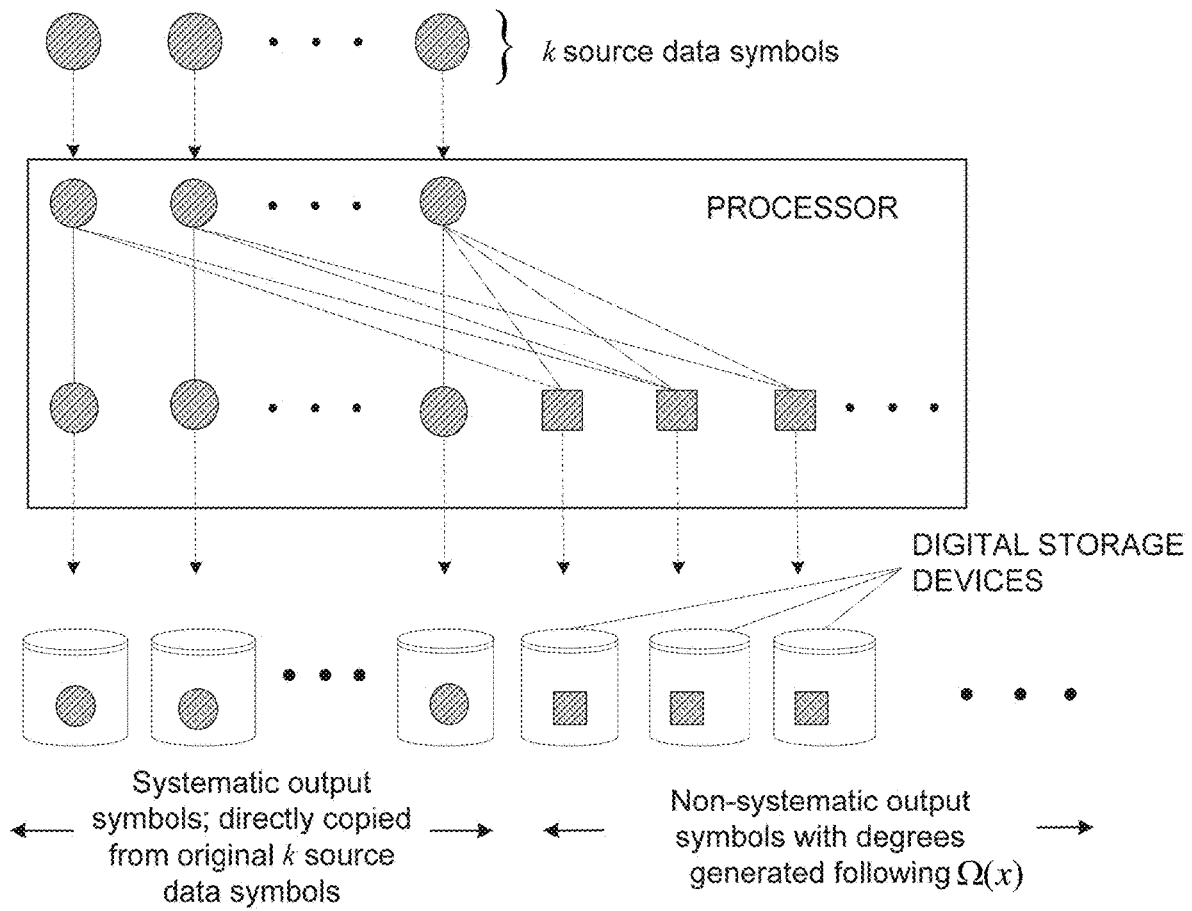 k source data symbols
PROCESSOR
DIGITAL STORAGE
DEVICES
Systematic output
symbols; directly copied
from original k source
data symbols
Non-systematic output
symbols with degrees
generated following Ω(x)